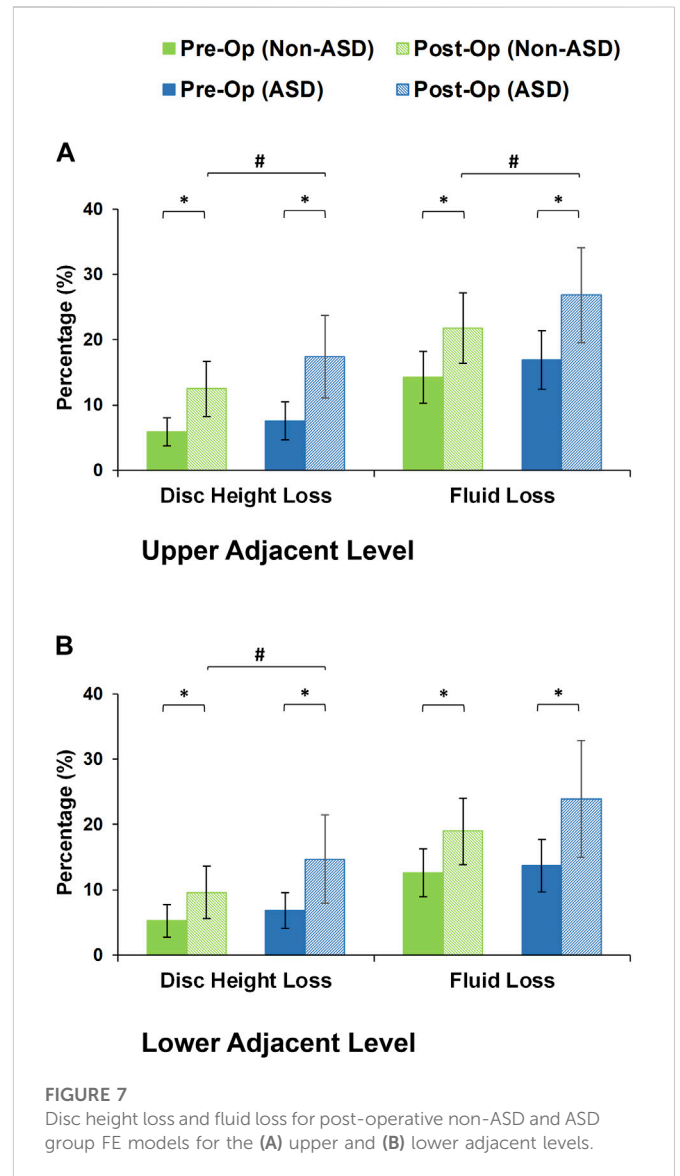 Pre-Op (Non-ASD) Post-Op (Non-ASD)
Pre-Op (ASD) Post-Op (ASD)
A
# #
* * * *
40
30
20
10
0
Percentage (%)
Disc Height Loss Fluid Loss
Upper Adjacent Level
B
#
* * * *
40
30
20
10
0
Percentage (%)
Disc Height Loss Fluid Loss
Lower Adjacent Level
FIGURE 7
Disc height loss and fluid loss for post-operative non-ASD and ASD
group FE models for the (A) upper and (B) lower adjacent levels.